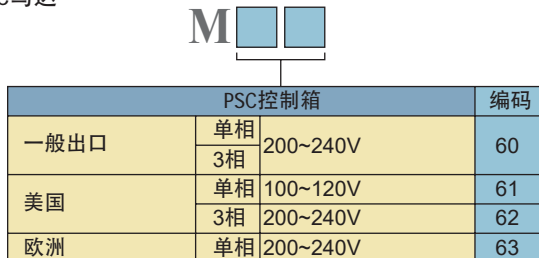 M
PSC控制箱 编码
一般出口 单相 200~240V 60
3相
美国 单相 100~120V 61
3相 200~240V 62
欧洲 单相 200~240V 63